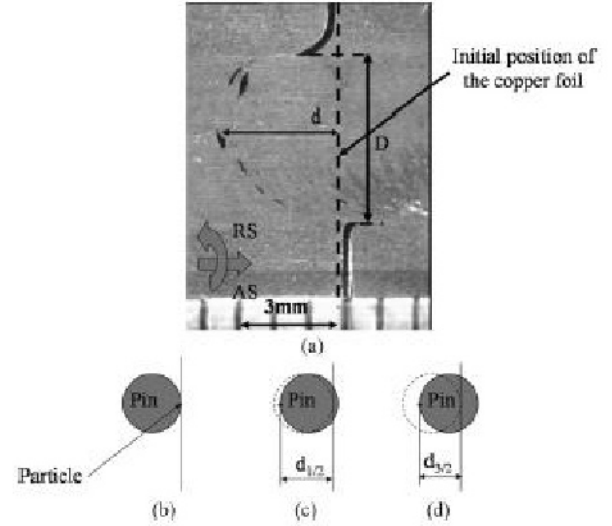 Initial position of
the copper foil
d
D
RS
AS
3mm
(a)
Pin
Pin
Pin
Particle
d1/2
d3/2
(b)
(c)
(d)